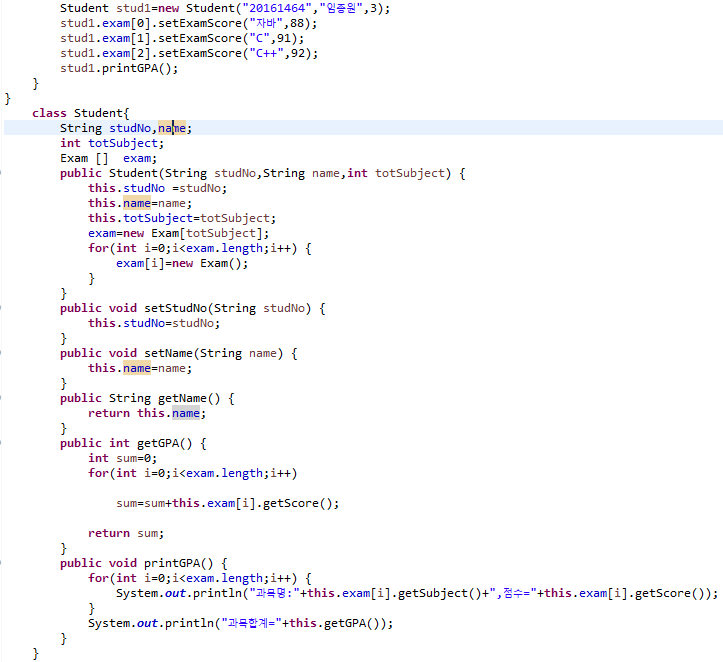 Student stud1=new Student("20161464","임종원",3);
stud1.exam[0].setExamScore("자바",88);
stud1.exam[1].setExamScore("C",91);
stud1.exam[2].setExamScore("C++",92);
stud1.printGPA();
}
}
class Student{
String studNo,name;
int totSubject;
Exam [] exam;
public Student(String studNo,String name,int totSubject) {
this.studNo =studNo;
this.name=name;
this.totSubject=totSubject;
exam=new Exam[totSubject];
for(int i=0;i<exam.length;i++) {
exam[i]=new Exam();
}
}
public void setStudNo(String studNo) {
this.studNo=studNo;
}
public void setName(String name) {
this.name=name;
}
public String getName() {
return this.name;
}
public int getGPA() {
int sum=0;
for(int i=0;i<exam.length;i++)
sum=sum+this.exam[i].getScore();
return sum;
}
public void printGPA() {
for(int i=0;i<exam.length;i++) {
System.out.println("과목명:"+this.exam[i].getSubject()+",점수="+this.exam[i].getScore());
}
System.out.println("과목합계="+this.getGPA());
}
}